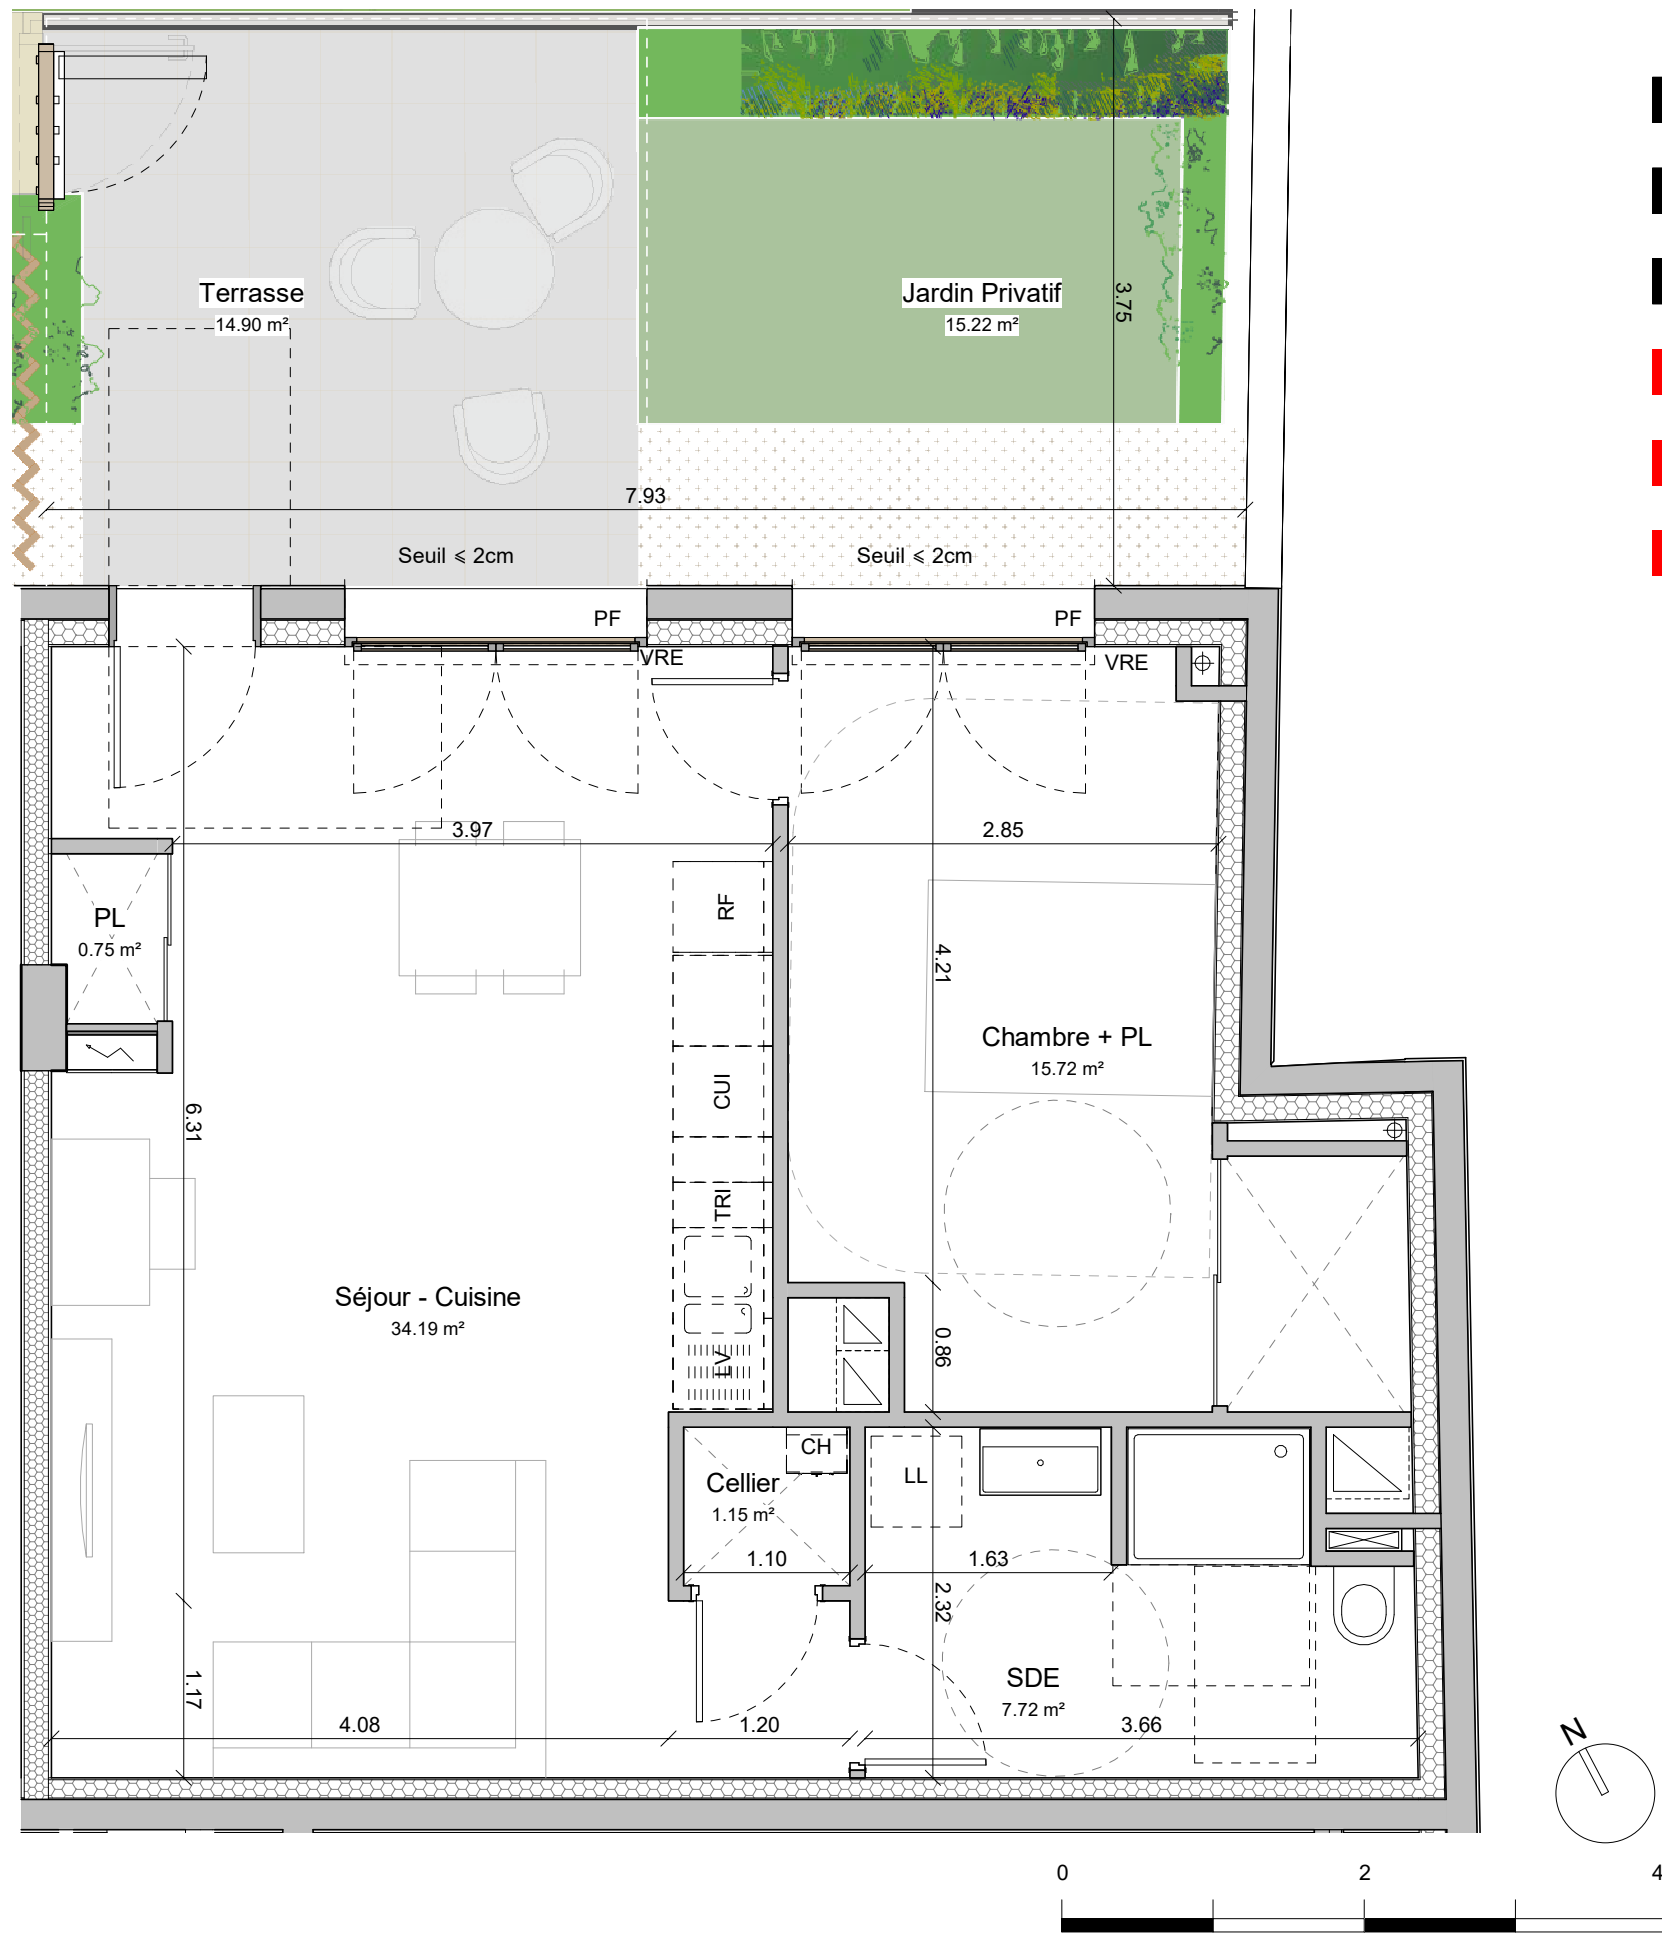 Terrasse
14.90 m²
Jardin Privatif
15.22 m²
3.75
7.93
Seuil ⩽ 2cm
Seuil ⩽ 2cm
PF
PF
VRE
VRE
3.97
2.85
PL
0.75 m²
RF
4.21
Chambre + PL
15.72 m²
CUI
6.31
TRI
Séjour - Cuisine
34.19 m²
0.86
LV
CH
Cellier
1.15 m²
LL
1.10
1.63
2.32
SDE
7.72 m²
1.17
4.08
1.20
3.66
N
0
2
4